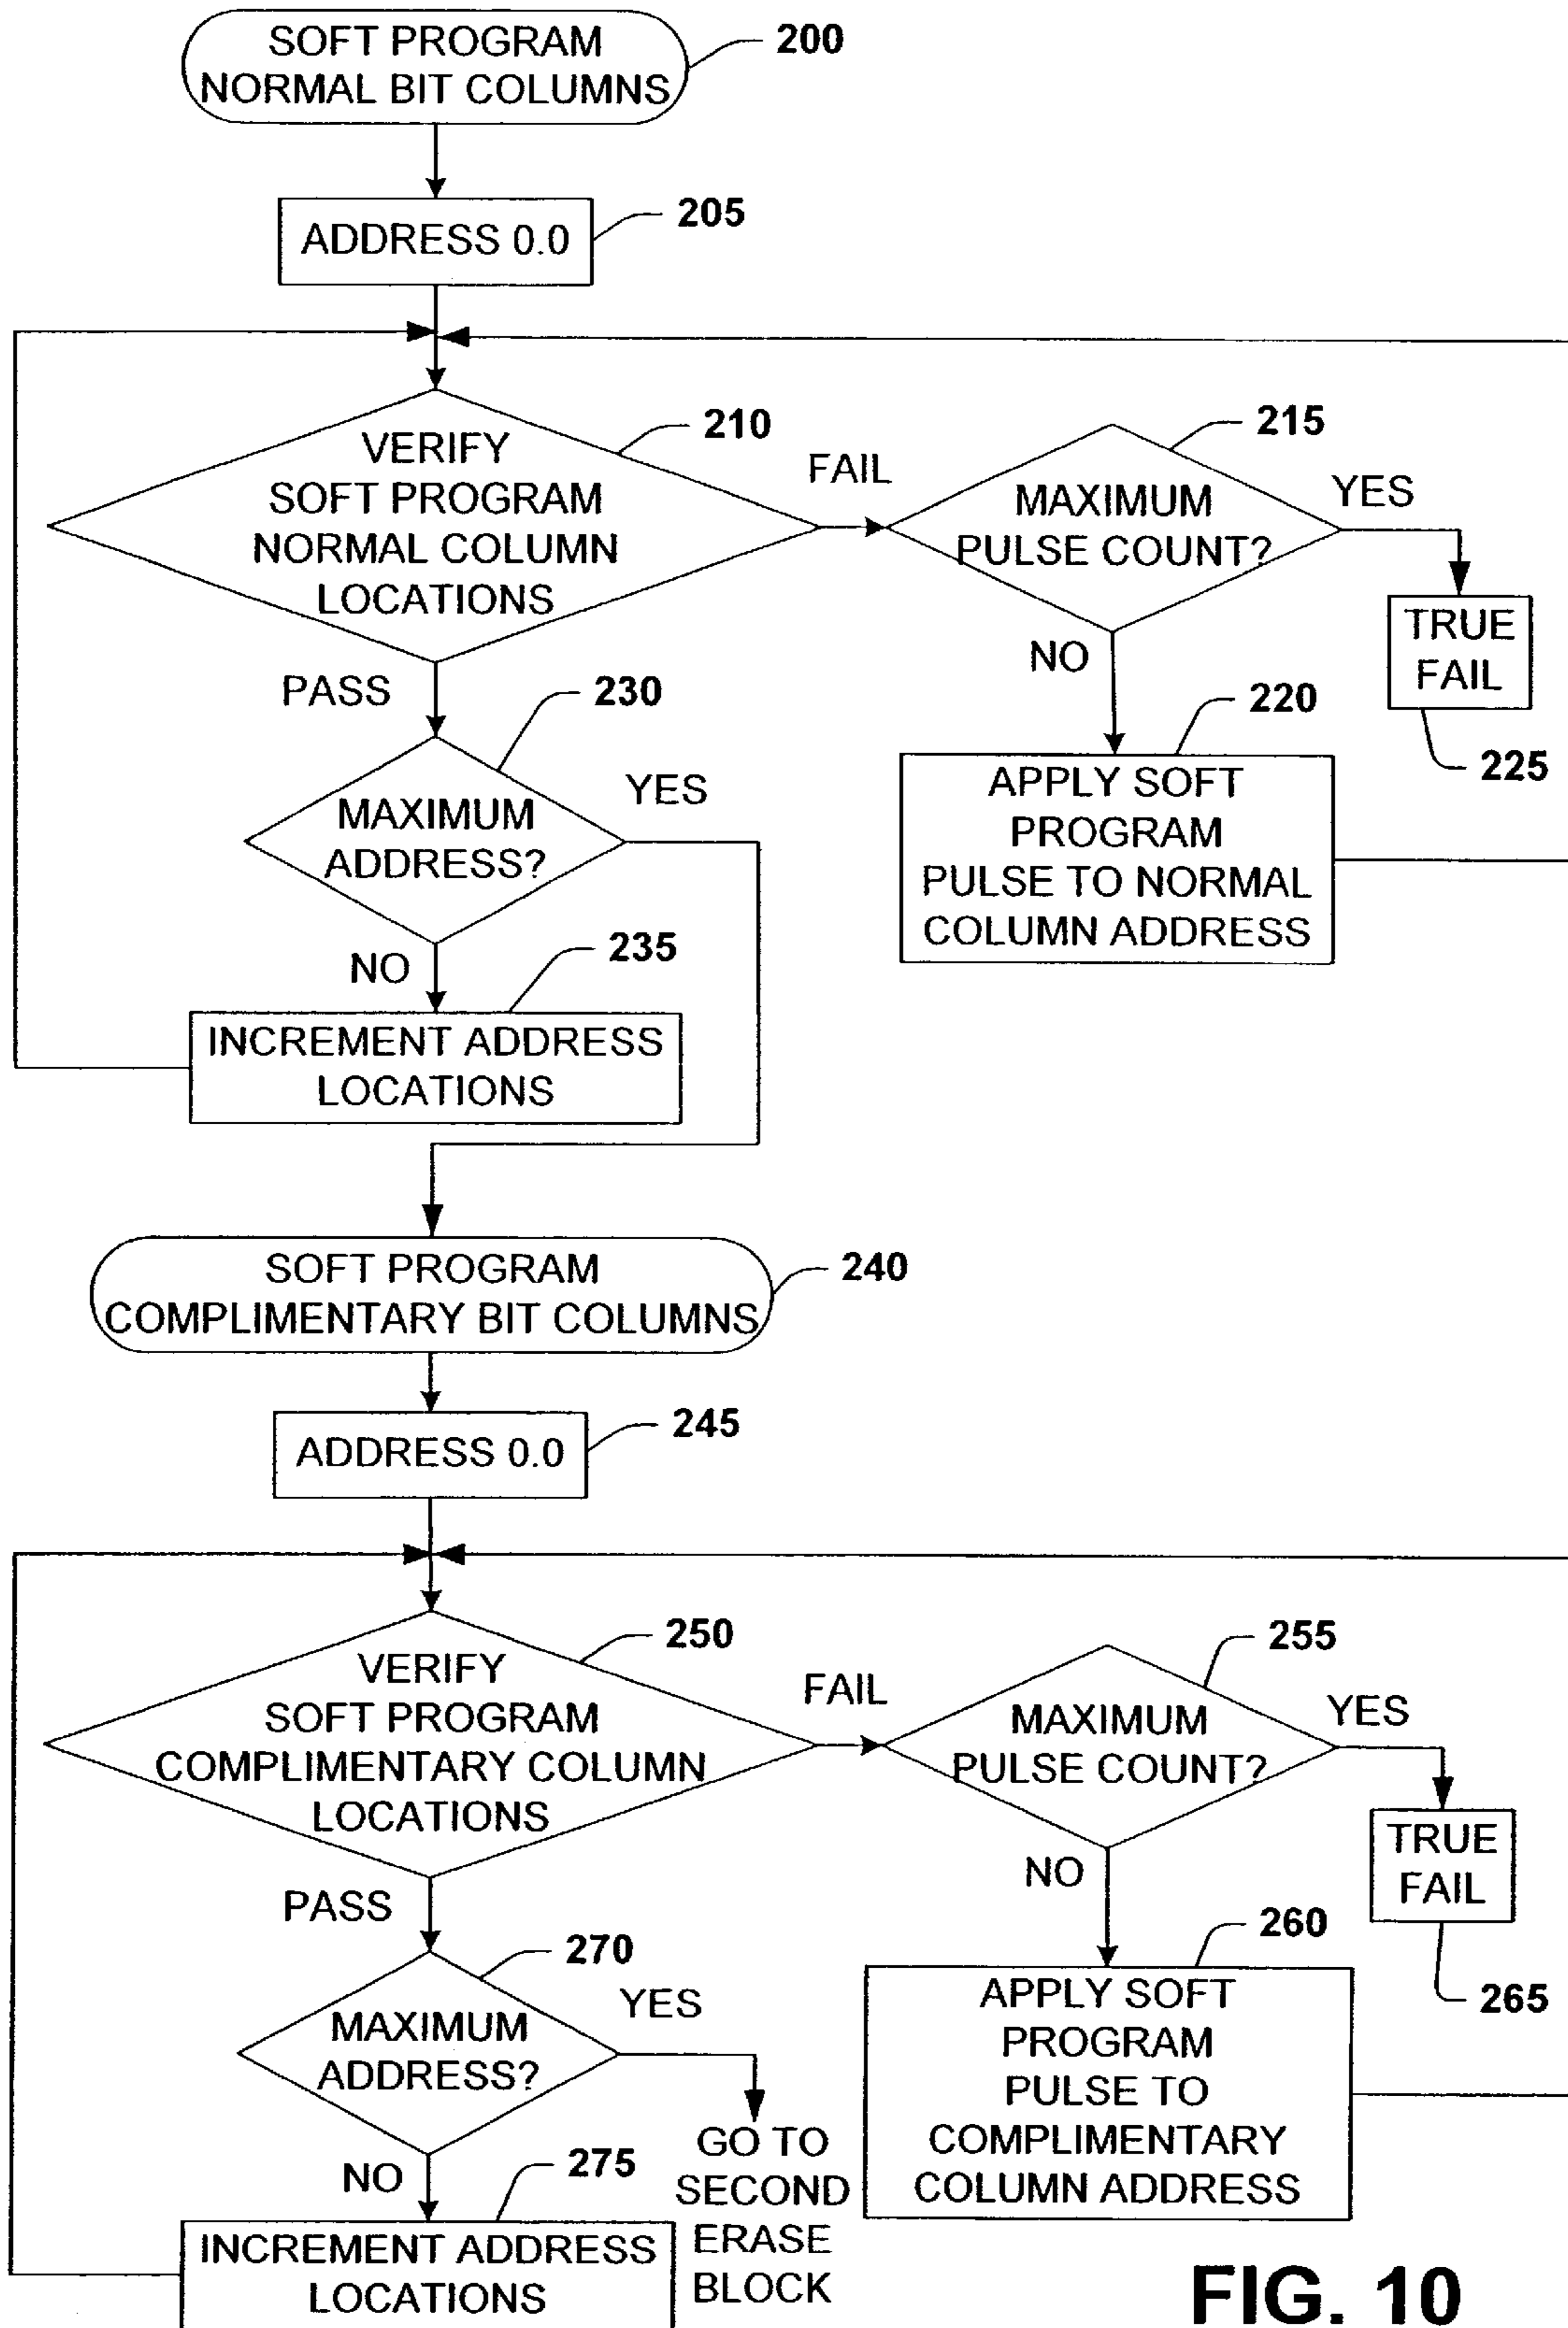 SOFT PROGRAM
NORMAL BIT COLUMNS
200
ADDRESS 0.0
205
VERIFY
SOFT PROGRAM
NORMAL COLUMN
LOCATIONS
210
FAIL
MAXIMUM
PULSE COUNT?
215
YES
TRUE
FAIL
225
NO
APPLY SOFT
PROGRAM
PULSE TO NORMAL
COLUMN ADDRESS
220
PASS
MAXIMUM
ADDRESS?
230
YES
NO
INCREMENT ADDRESS
LOCATIONS
235
SOFT PROGRAM
COMPLIMENTARY BIT COLUMNS
240
ADDRESS 0.0
245
VERIFY
SOFT PROGRAM
COMPLIMENTARY COLUMN
LOCATIONS
250
FAIL
MAXIMUM
PULSE COUNT?
255
YES
TRUE
FAIL
265
NO
APPLY SOFT
PROGRAM
PULSE TO
COMPLIMENTARY
COLUMN ADDRESS
260
PASS
MAXIMUM
ADDRESS?
270
YES
GO TO
SECOND
ERASE
BLOCK
NO
INCREMENT ADDRESS
LOCATIONS
275
FIG. 10